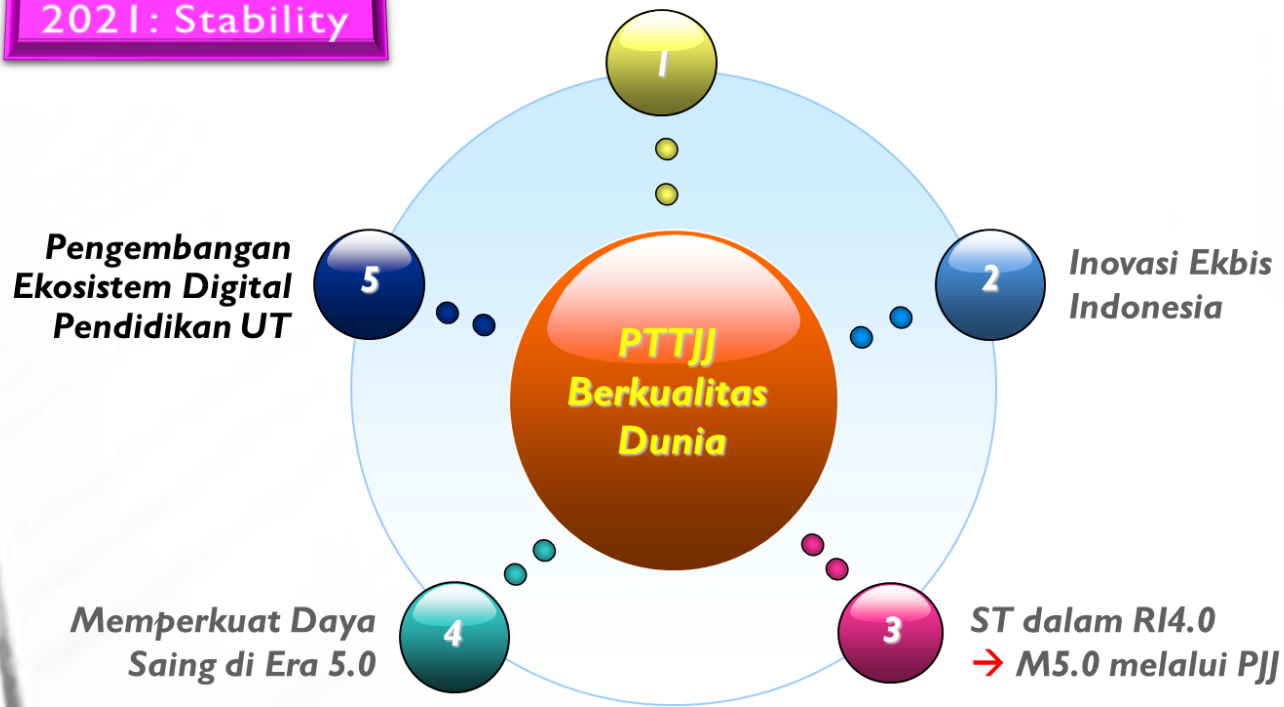 2021: Stability
1
Pengembangan
Ekosistem Digital
Pendidikan UT
5
2
Inovasi Ekbis
Indonesia
PTTJJ
Berkualitas
Dunia
Memperkuat Daya
Saing di Era 5.0
4
3
ST dalam RI4.0
→ M5.0 melalui PJJ